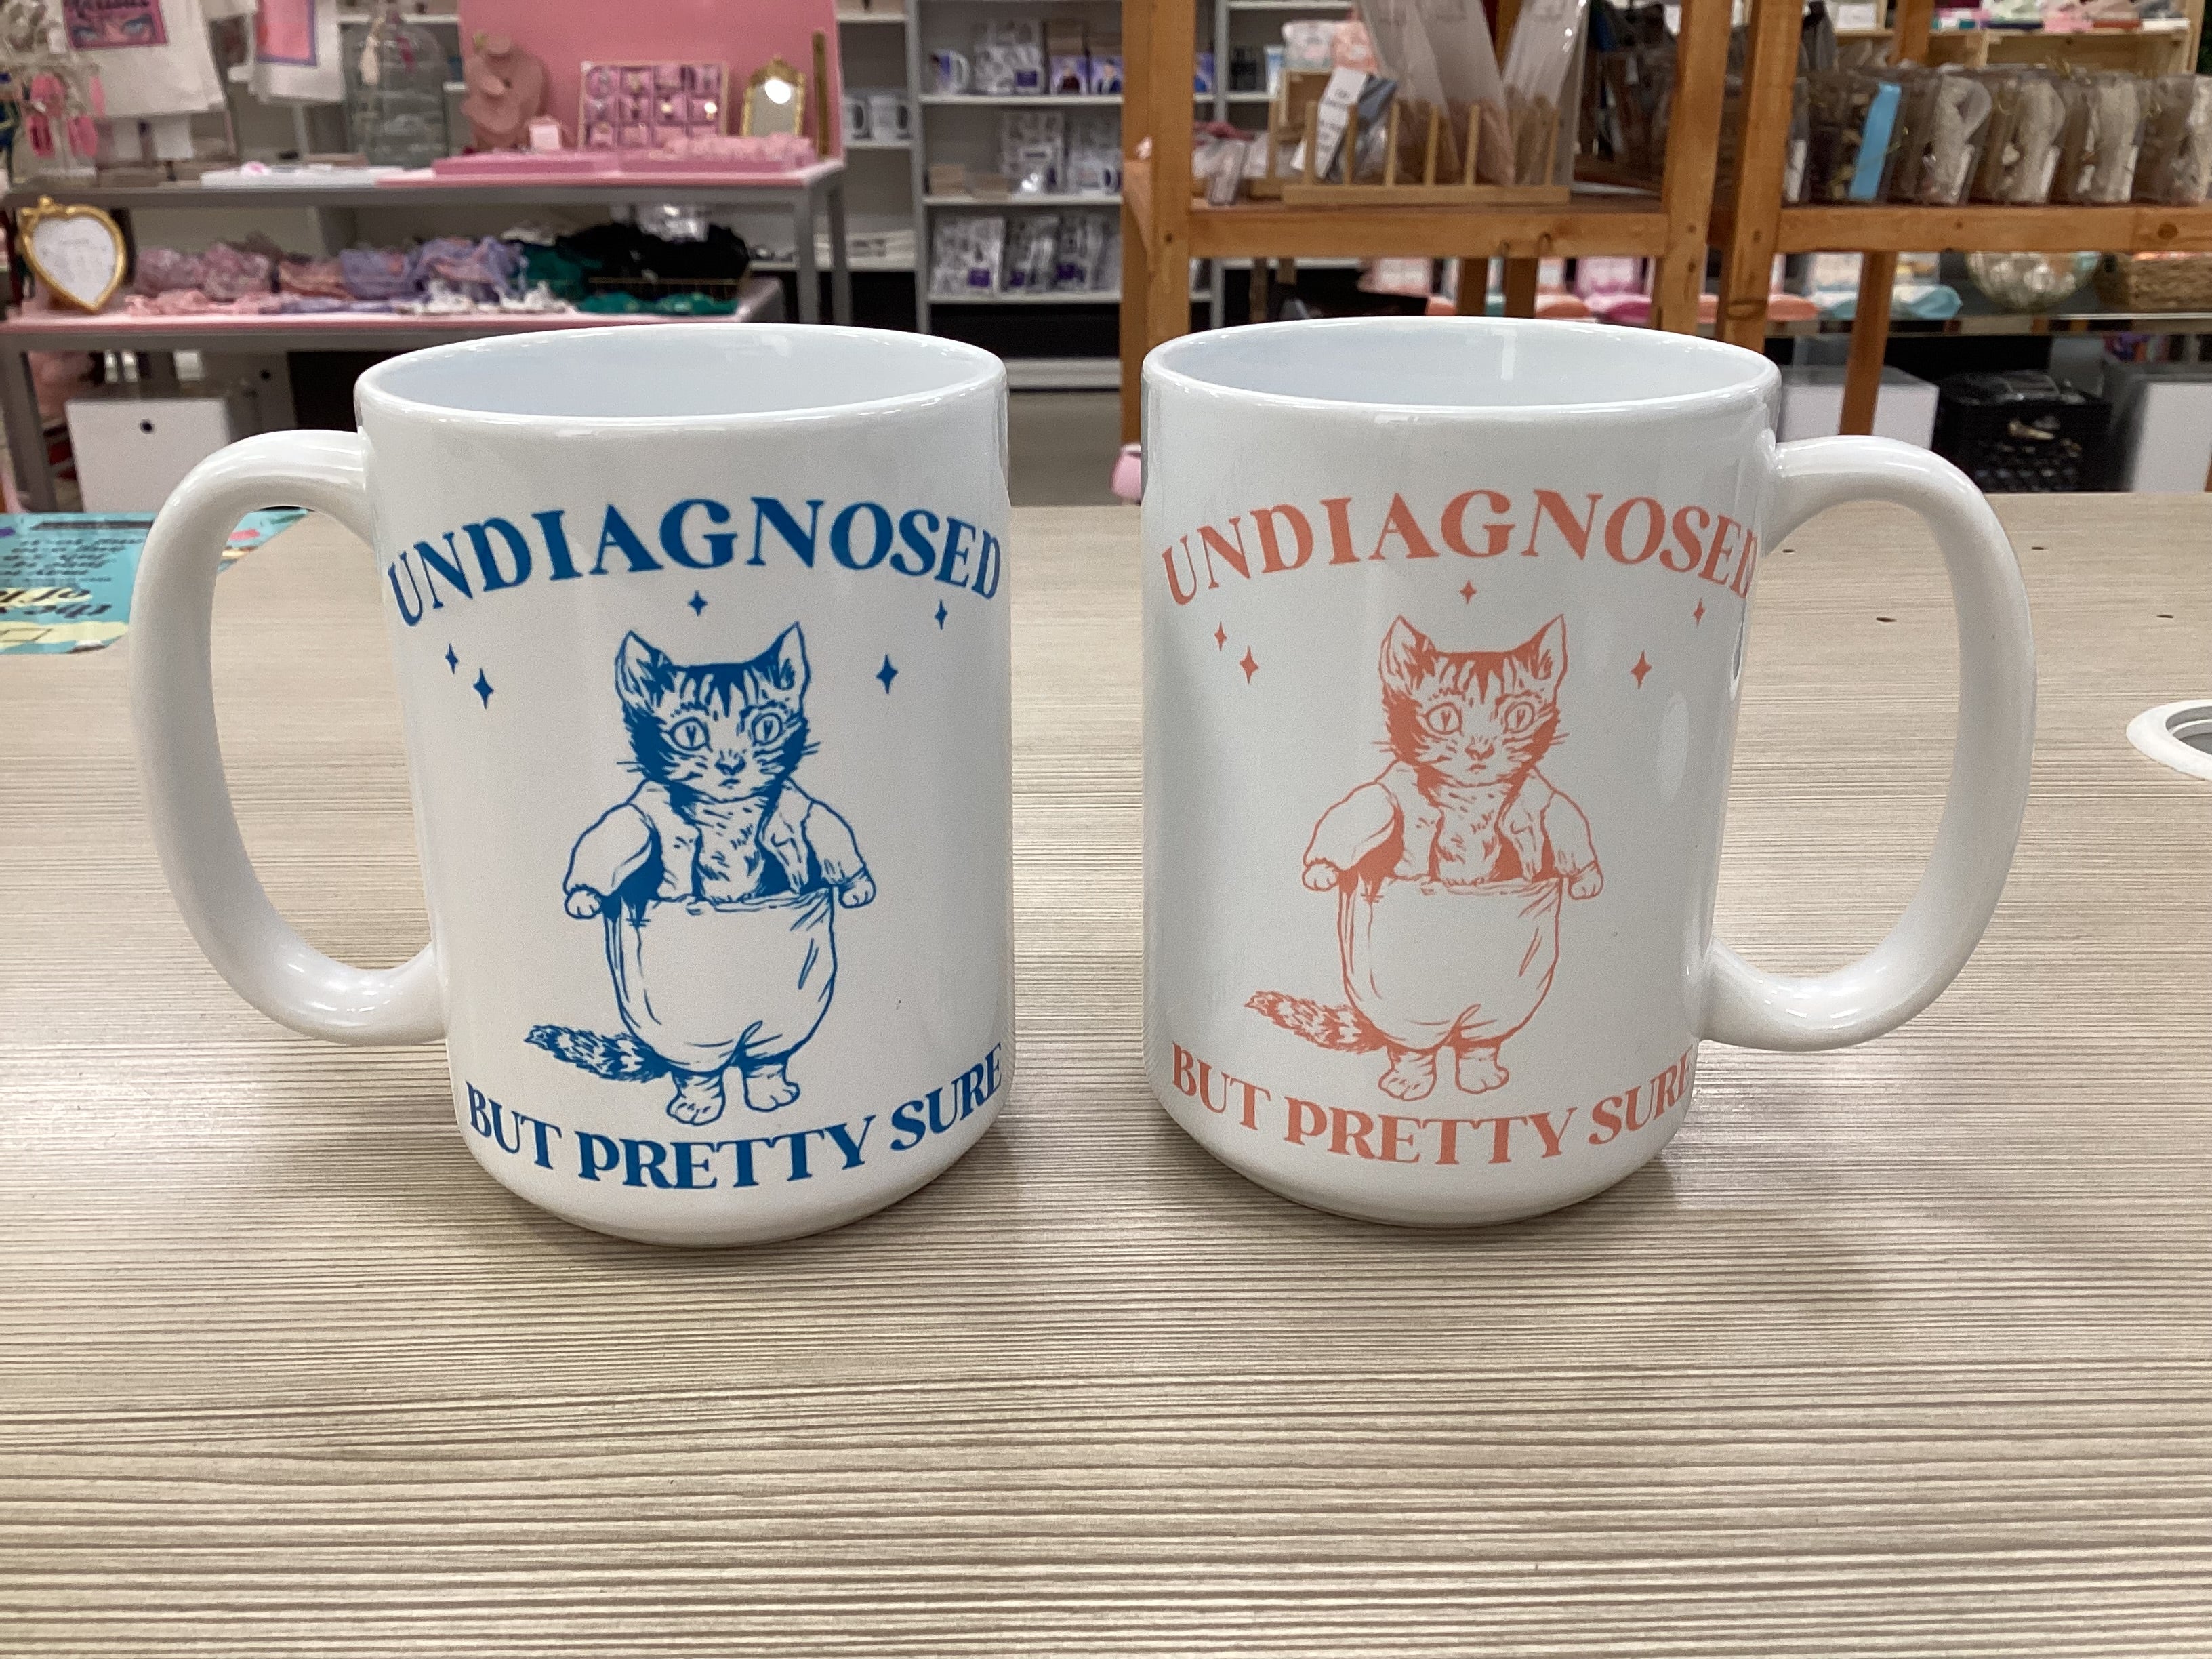 UNDIAGNOSED
BUT PRETTY SURE
UNDIAGNOSED
BUT PRETTY SURE